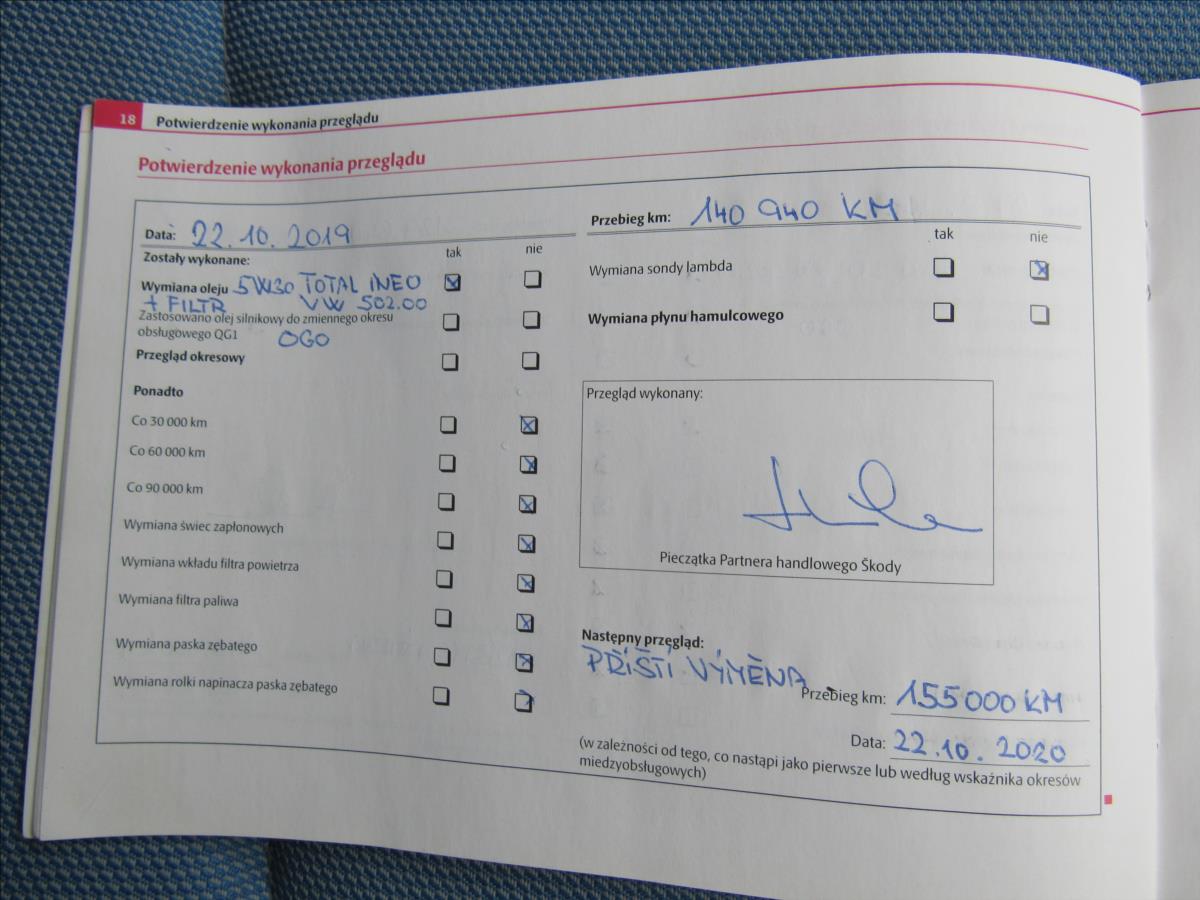 18 Potwierdzenie wykonania przeglądu
Potwierdzenie wykonania przeglądu
Data: 22.10.2019
Zostały wykonane:
tak nie
Wymiana oleju 5W30 TOTAL INEO
+ FILTR VW 502.00
Zastosowano olej silnikowy do zmiennego okresu
obsługowego QG1 OGO
Przegląd okresowy
Ponadto
Co 30 000 km
Co 60 000 km
Co 90 000 km
Wymiana świec zapłonowych
Wymiana wkładu filtra powietrza
Wymiana filtra paliwa
Wymiana paska zębatego
Wymiana rolki napinacza paska zębatego
Przebieg km: 140 940 KM
tak nie
Wymiana sondy lambda
Wymiana płynu hamulcowego
Przegląd wykonany:
Pieczątka Partnera handlowego Škody
Następny przęgląd:
PŘÍŠTÍ VÝMĚNA
Przebieg km: 155000 KM
Data: 22.10.2020
(w zależności od tego, co nastąpi jako pierwsze lub według wskaźnika okresów
miedzyobsługowych)